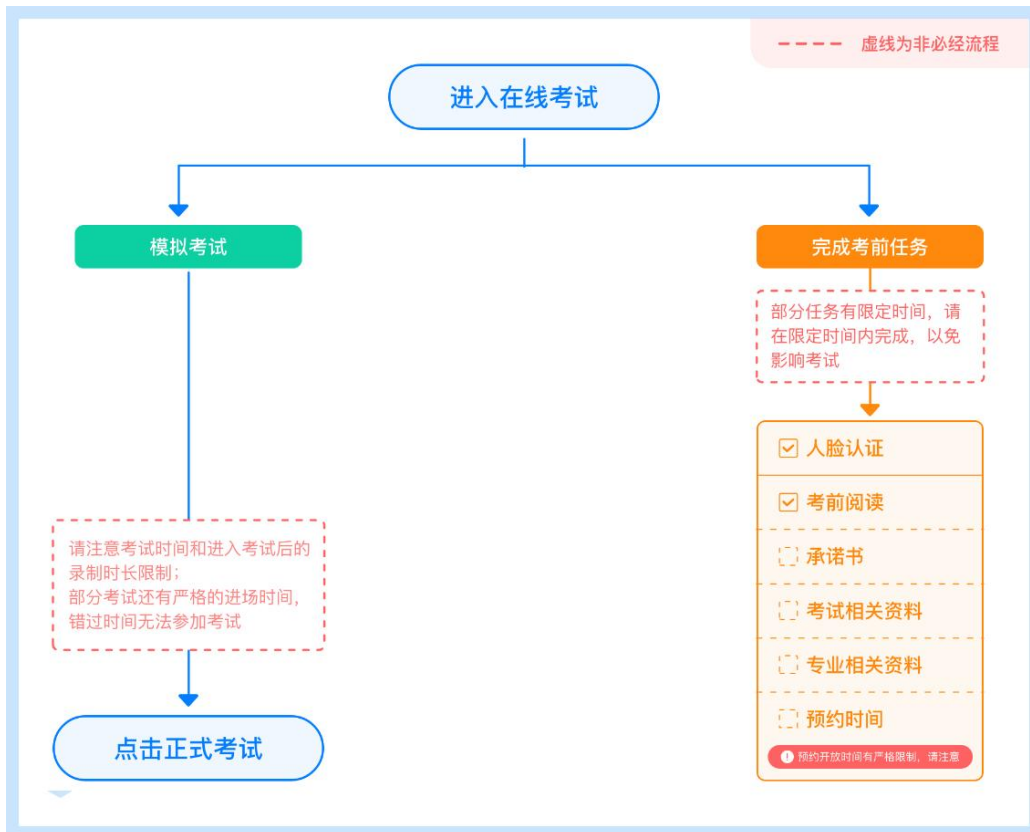 虚线为非必经流程
进入在线考试
模拟考试
完成考前任务
部分任务有限定时间，请
在限定时间内完成，以免
影响考试
人脸认证
考前阅读
承诺书
考试相关资料
专业相关资料
预约时间
预约开放时间有严格限制，请注意
请注意考试时间和进入考试后的
录制时长限制；
部分考试还有严格的进场时间，
错过时间无法参加考试
点击正式考试